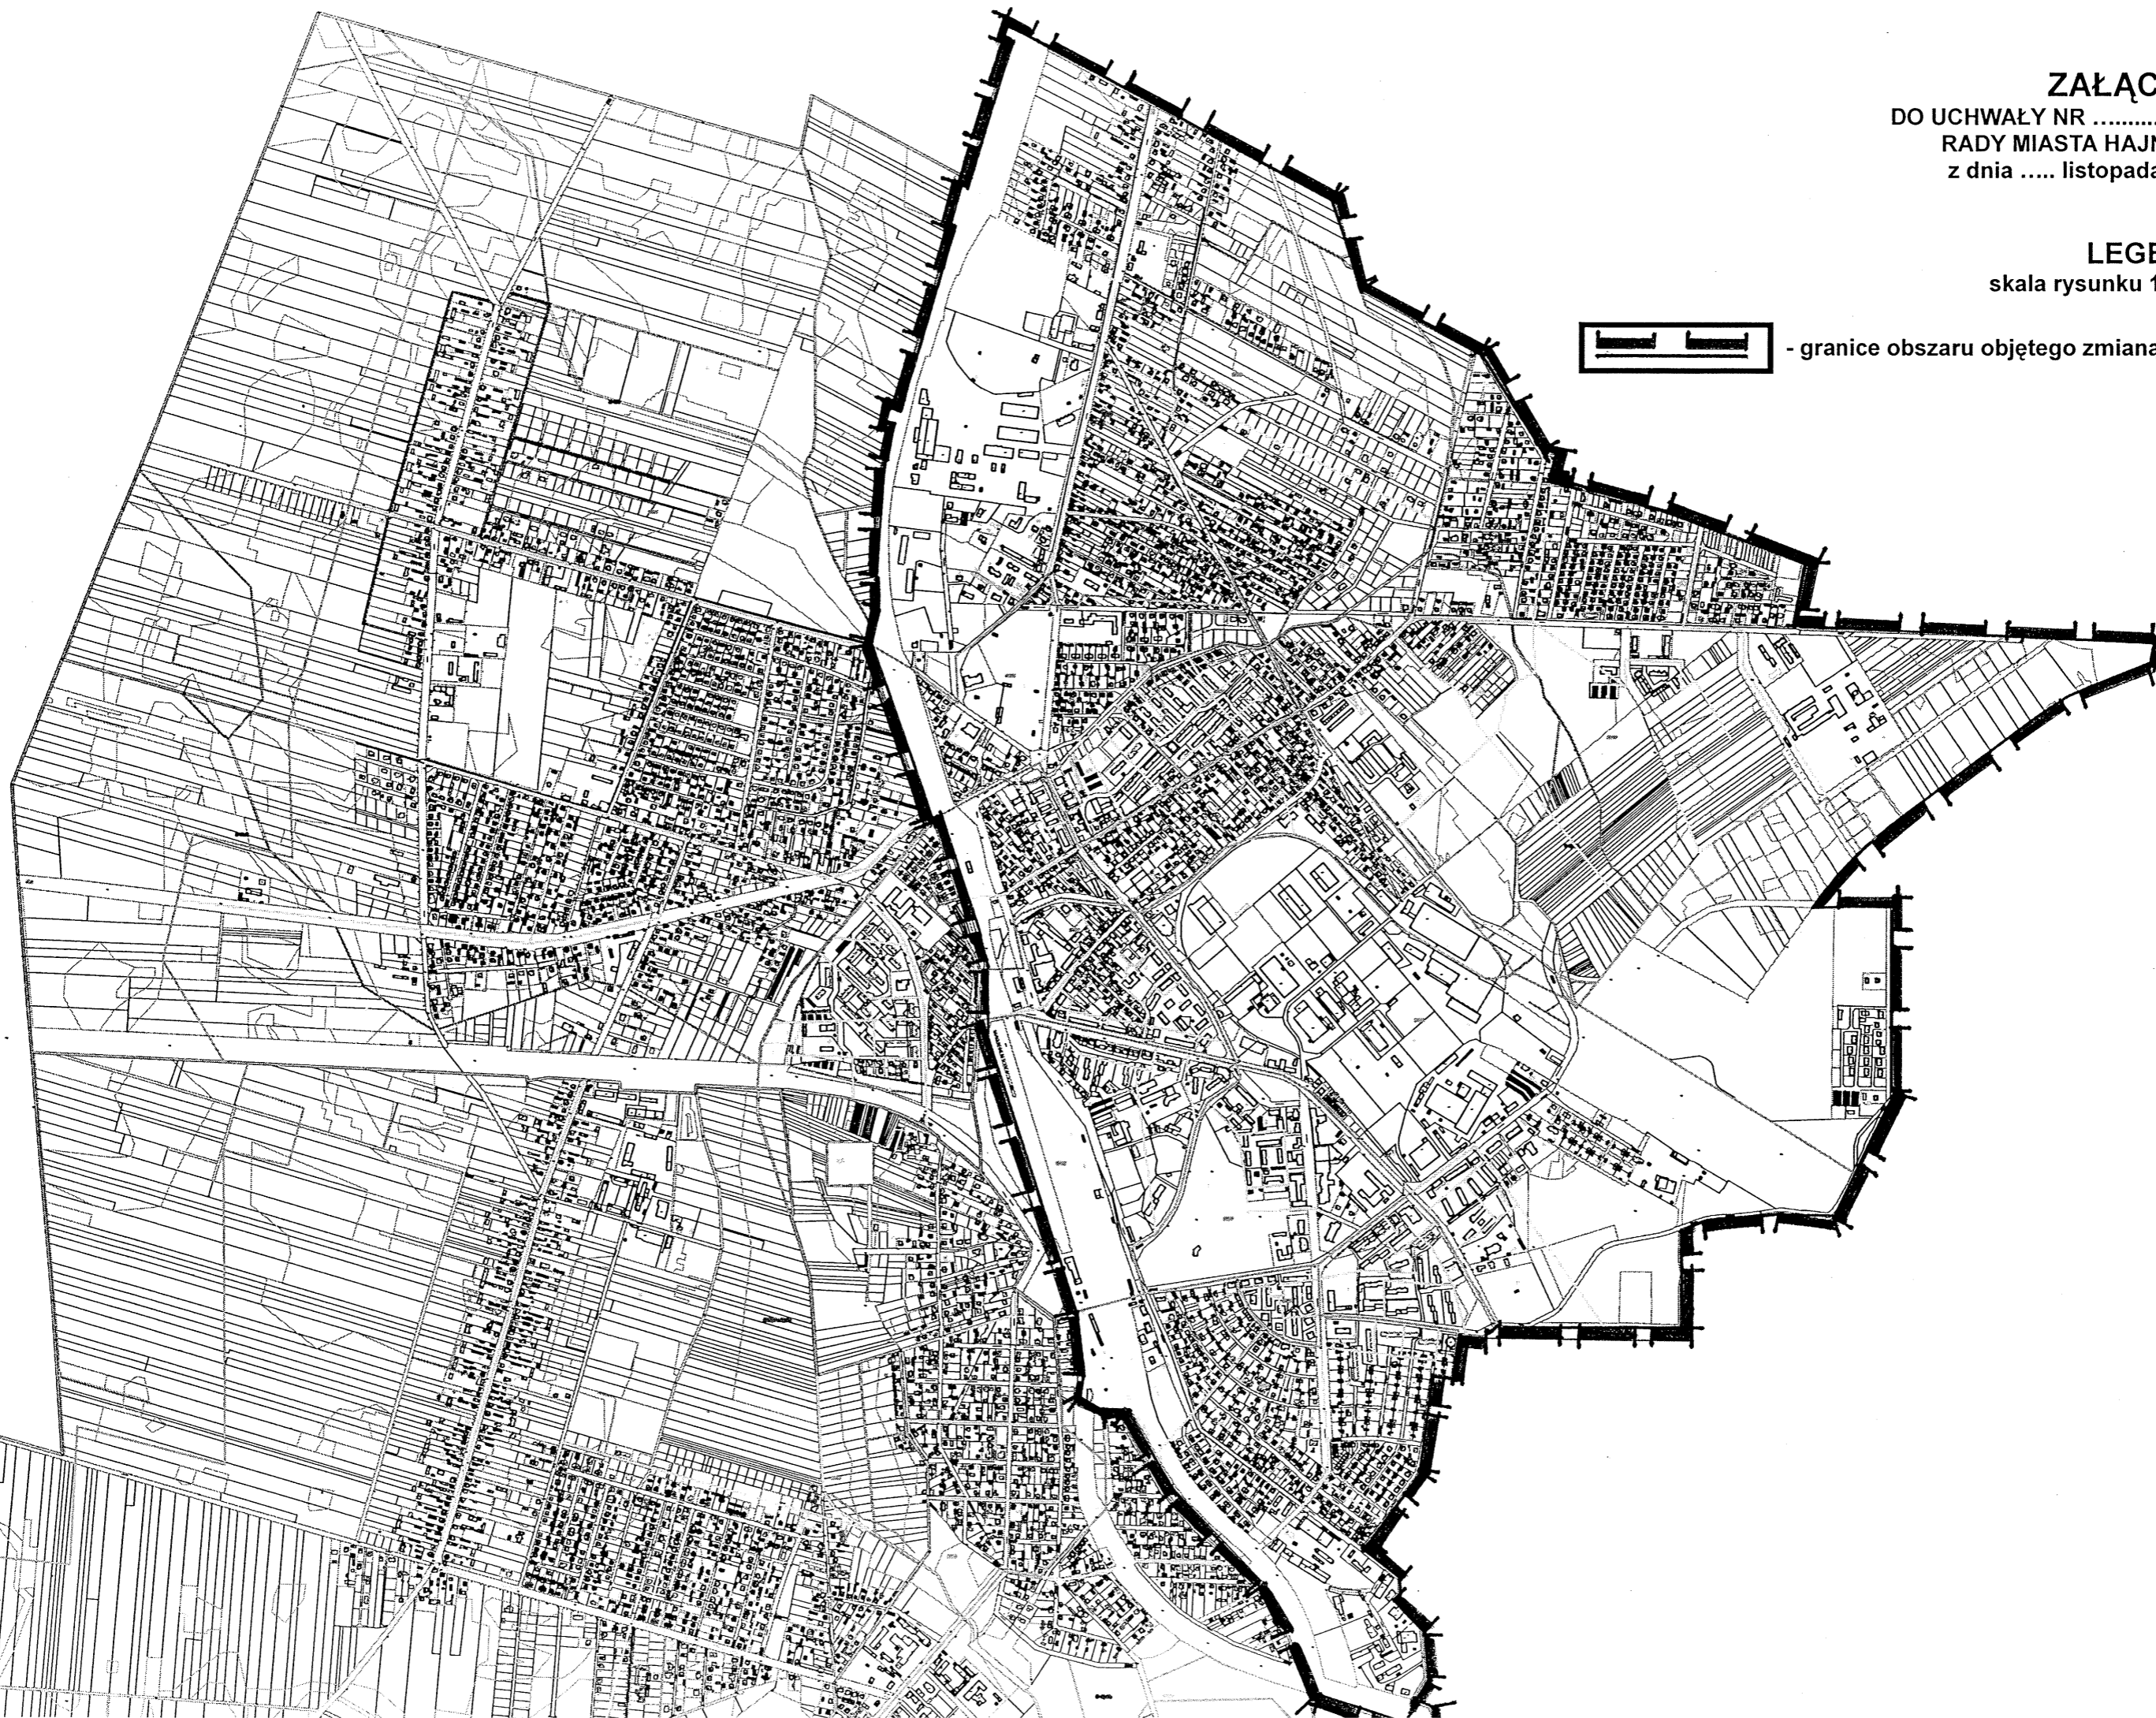 ZAŁĄC
DO UCHWAŁY NR ...........
RADY MIASTA HAJN
z dnia ..... listopada
LEGE
skala rysunku 1
- granice obszaru objętego zmiana